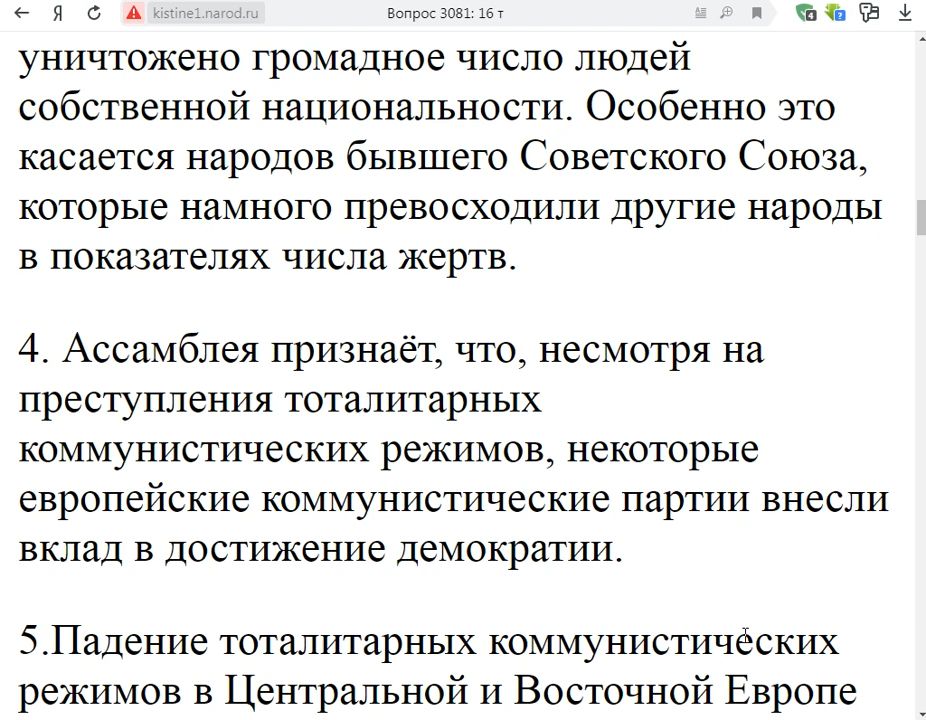 kistine1.narod.ru
Вопрос 3081: 16 т
уничтожено громадное число людей
собственной национальности. Особенно это
касается народов бывшего Советского Союза,
которые намного превосходили другие народы
в показателях числа жертв.
4. Ассамблея признаёт, что, несмотря на
преступления тоталитарных
коммунистических режимов, некоторые
европейские коммунистические партии внесли
вклад в достижение демократии.
5.Падение тоталитарных коммунистических
режимов в Центральной и Восточной Европе